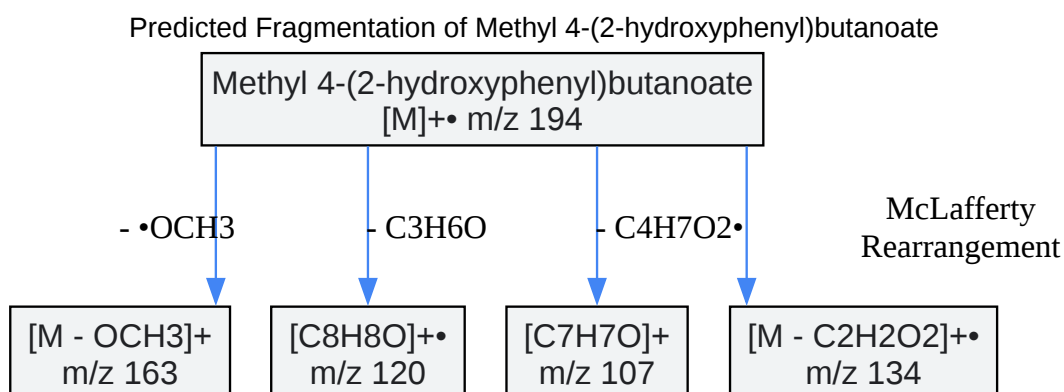 Predicted Fragmentation of Methyl 4-(2-hydroxyphenyl)butanoate
Methyl 4-(2-hydroxyphenyl)butanoate
[M]+• m/z 194
- •OCH3
- C3H6O
- C4H7O2•
McLafferty
Rearrangement
[M - OCH3]+
m/z 163
[C8H8O]+•
m/z 120
[C7H7O]+
m/z 107
[M - C2H2O2]+•
m/z 134